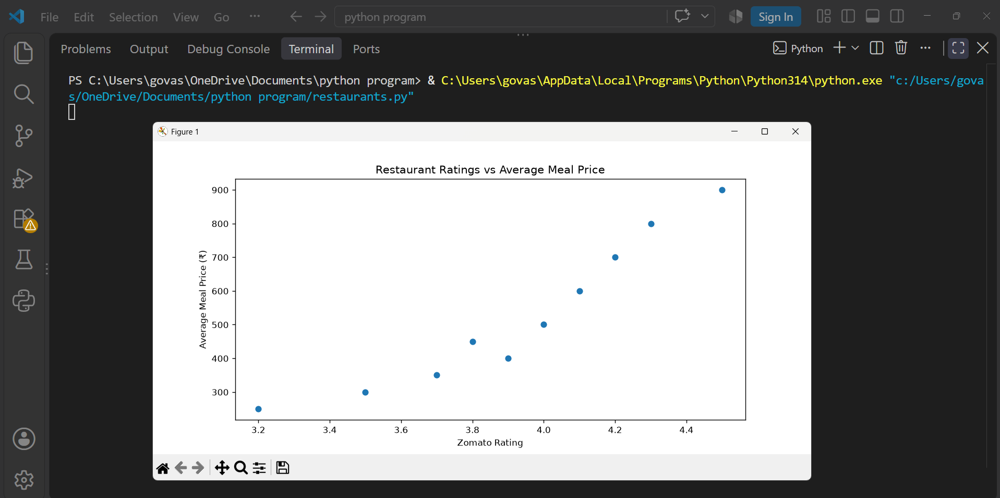 File Edit Selection View Go ··· python program Sign In
Problems Output Debug Console Terminal Ports Python
PS C:\Users\govas\OneDrive\Documents\python program> & C:\Users\govas\AppData\Local\Programs\Python\Python314\python.exe "c:/Users/gova
s/OneDrive/Documents/python program/restaurants.py"
Figure 1
Restaurant Ratings vs Average Meal Price
Average Meal Price (₹)
900
800
700
600
500
400
300
3.2 3.4 3.6 3.8 4.0 4.2 4.4
Zomato Rating